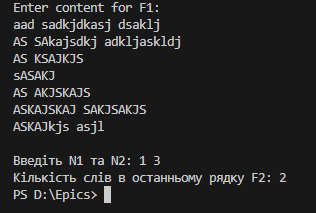 Enter content for F1:
aad sadkjdkasj dsaklj
AS SAkajsdkj adkljaskldj
AS KSAJKJS
sASAKJ
AS AKJSKAJS
ASKAJSKAJ SAKJSAKJS
ASKAJkjs asjl
Введіть N1 та N2: 1 3
Кількість слів в останньому рядку F2: 2
PS D:\Epics>